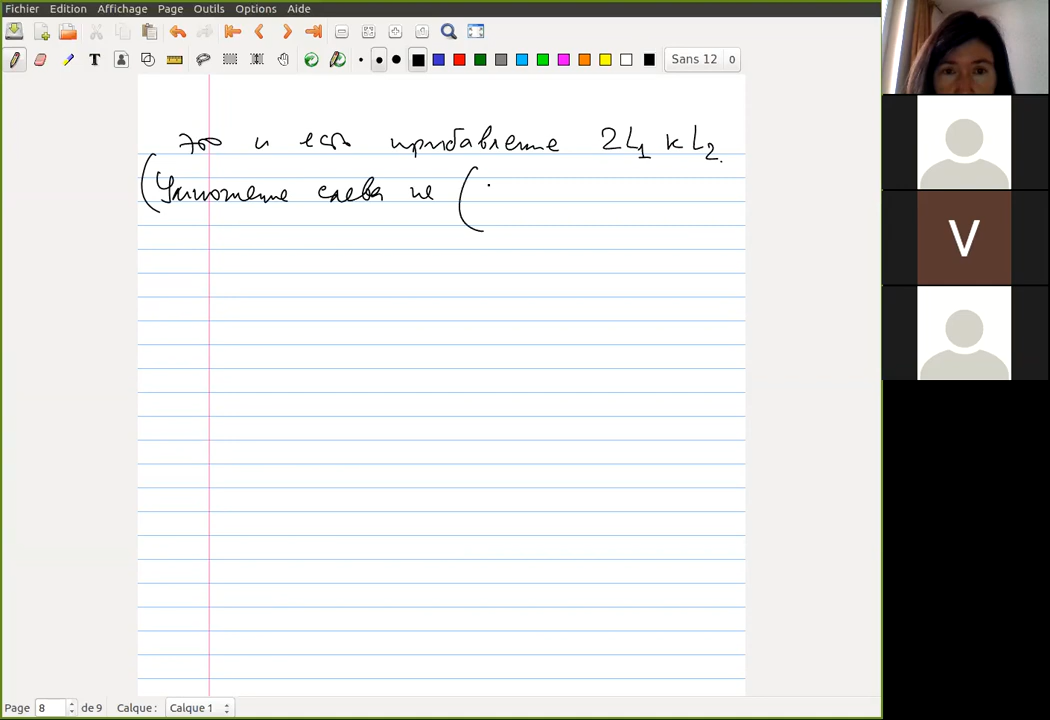 Fichier Edition Affichage Page Outils Options Aide
T Sans 12 0
это и есть прибавление 2L₁ к L₂.
(Умножение слева на (
V
Page 8 de 9 Calque : Calque 1